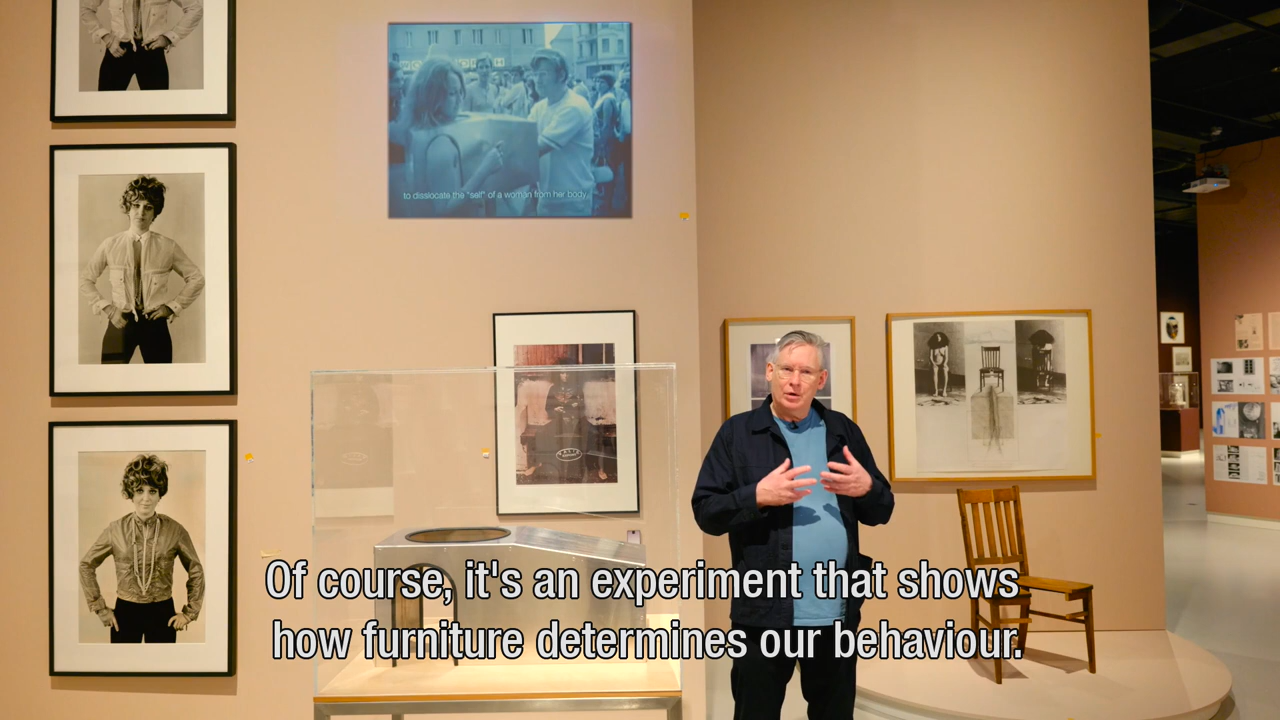 to disslocate the "self" of a woman from her body.
Of course, it's an experiment that shows
how furniture determines our behaviour.